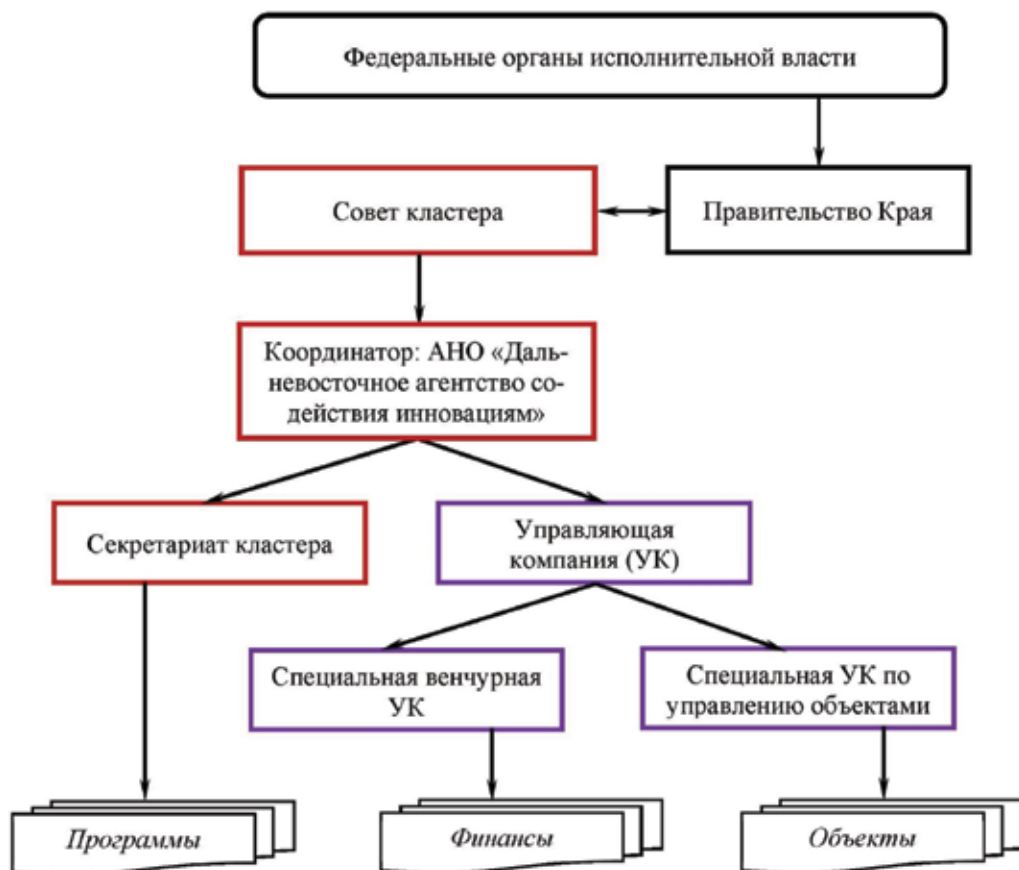 Федеральные органы исполнительной власти
Совет кластера
Правительство Края
Координатор: АНО «Даль-
невосточное агентство со-
действия инновациям»
Секретариат кластера
Управляющая
компания (УК)
Специальная венчурная
УК
Специальная УК по
управлению объектами
Программы
Финансы
Объекты